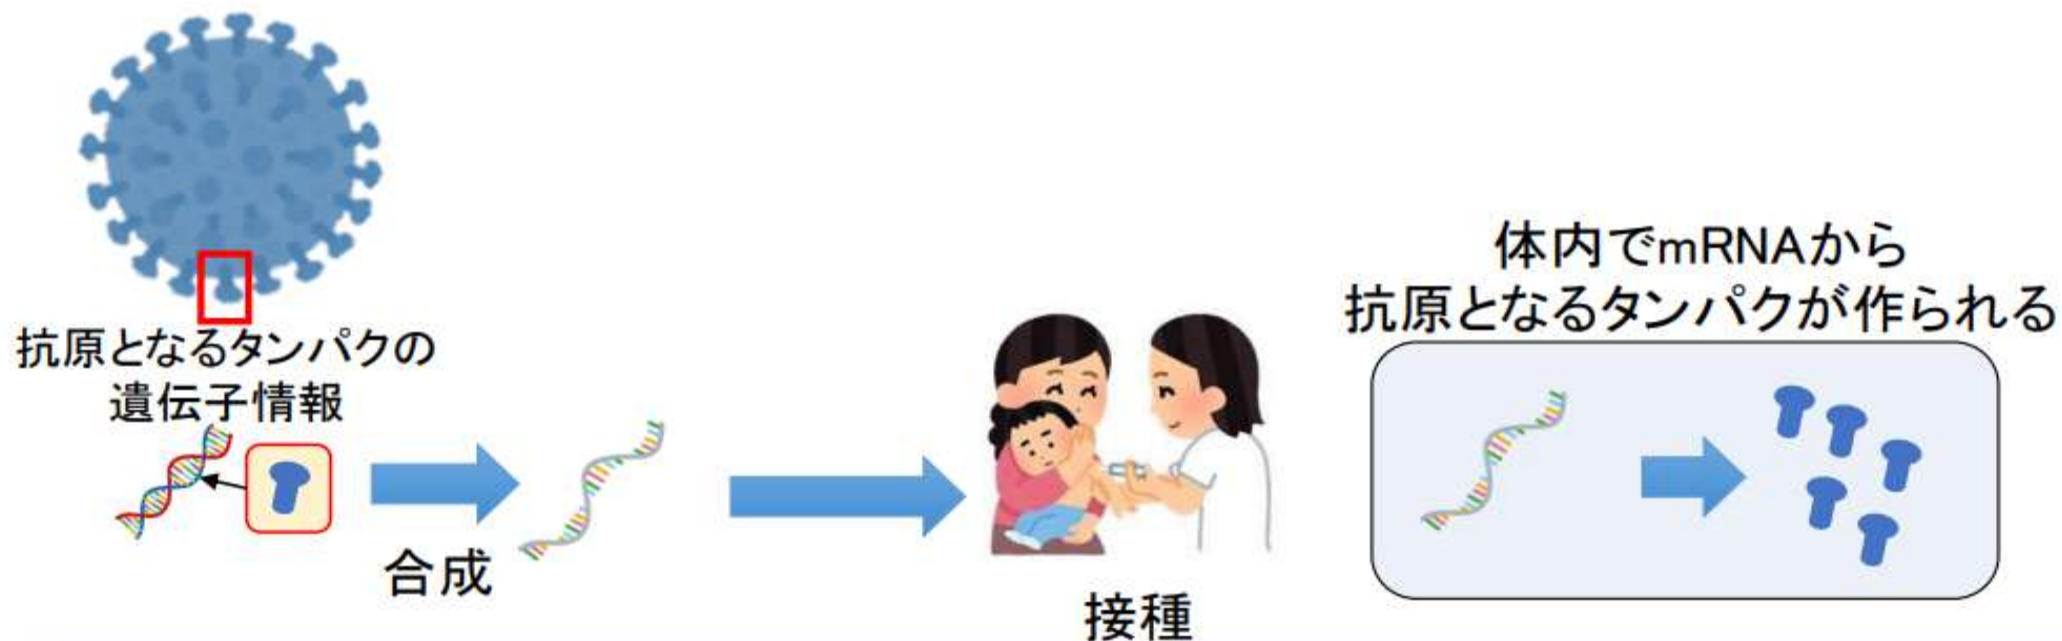 抗原となるタンパクの
遺伝子情報
合成
接種
体内でmRNAから
抗原となるタンパクが作られる